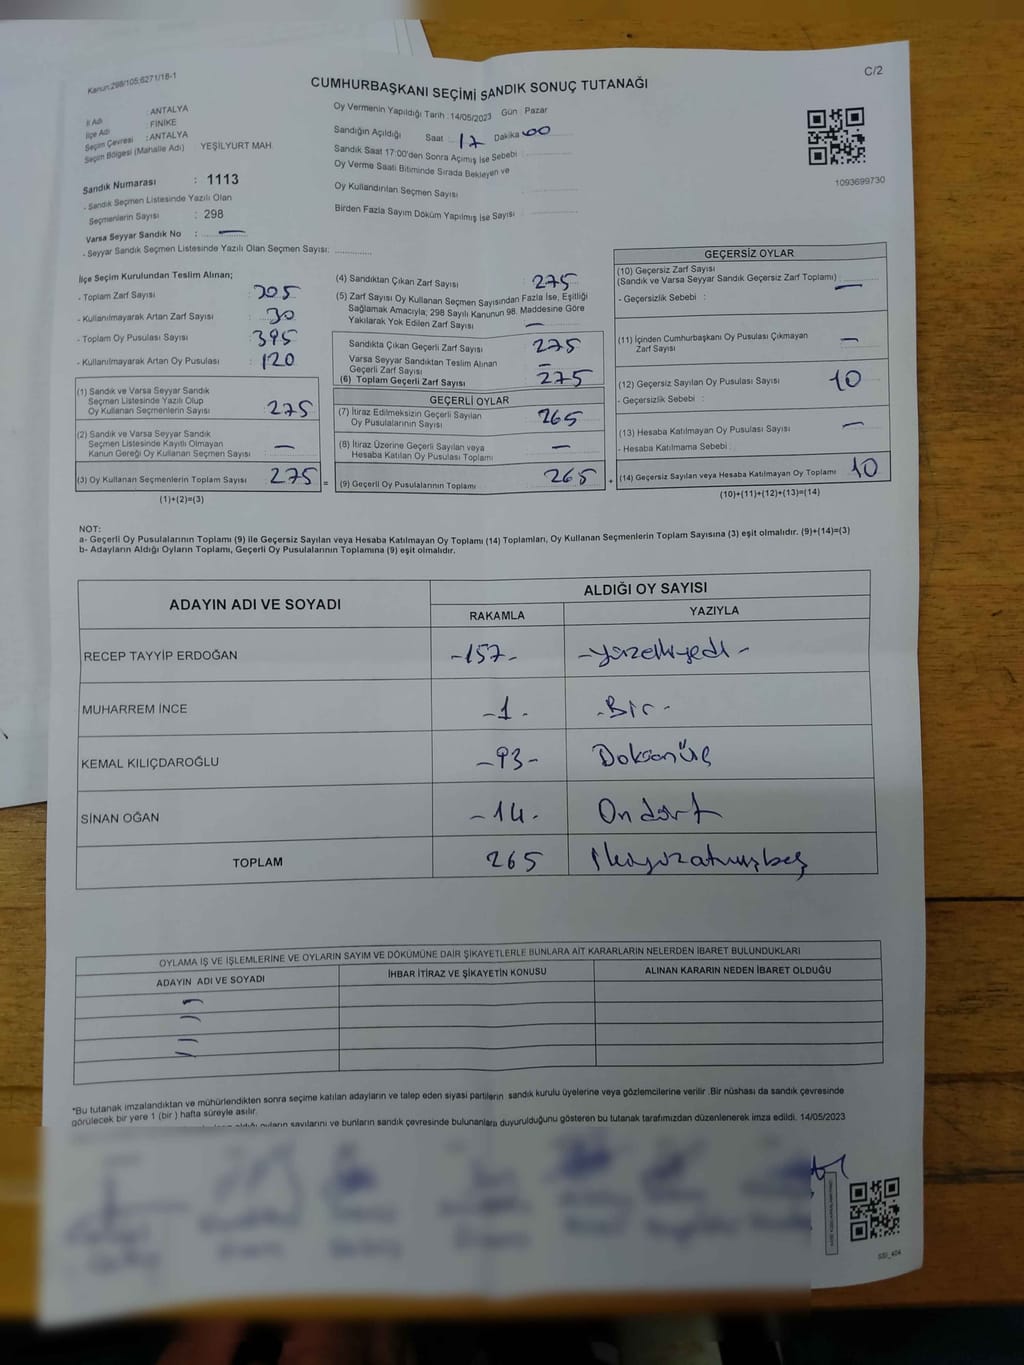 Kanun:298/105;6271/18-1
C/2
CUMHURBAŞKANI SEÇİMİ SANDIK SONUÇ TUTANAĞI
İl Adı : ANTALYA
İlçe Adı : FİNİKE
Seçim Çevresi : ANTALYA
Seçim Bölgesi (Mahalle Adı) YEŞİLYURT MAH.
Sandık Numarası : 1113
- Sandık Seçmen Listesinde Yazılı Olan
Seçmenlerin Sayısı : 298
Varsa Seyyar Sandık No : —
- Seyyar Sandık Seçmen Listesinde Yazılı Olan Seçmen Sayısı: ............
Oy Vermenin Yapıldığı Tarih : 14/05/2023 Gün : Pazar
Sandığın Açıldığı Saat : 17 Dakika 00
Sandık Saat 17:00'den Sonra Açımış İse Sebebi :
Oy Verme Saati Bitiminde Sırada Bekleyen ve
Oy Kullandırılan Seçmen Sayısı
Birden Fazla Sayım Döküm Yapılmış İse Sayısı :
1093699730
İlçe Seçim Kurulundan Teslim Alınan;
- Toplam Zarf Sayısı : 305
- Kullanılmayarak Artan Zarf Sayısı : 30
- Toplam Oy Pusulası Sayısı : 395
- Kullanılmayarak Artan Oy Pusulası : 120
(1) Sandık ve Varsa Seyyar Sandık
Seçmen Listesinde Yazılı Olup
Oy Kullanan Seçmenlerin Sayısı : 275
(2) Sandık ve Varsa Seyyar Sandık
Seçmen Listesinde Kayıtlı Olmayan
Kanun Gereği Oy Kullanan Seçmen Sayısı : —
(3) Oy Kullanan Seçmenlerin Toplam Sayısı : 275 =
(1)+(2)=(3)
(4) Sandıktan Çıkan Zarf Sayısı : 275
(5) Zarf Sayısı Oy Kullanan Seçmen Sayısından Fazla İse, Eşitliği
Sağlamak Amacıyla; 298 Sayılı Kanunun 98. Maddesine Göre
Yakılarak Yok Edilen Zarf Sayısı : —
Sandıkta Çıkan Geçerli Zarf Sayısı : 275
Varsa Seyyar Sandıktan Teslim Alınan
Geçerli Zarf Sayısı : —
(6) Toplam Geçerli Zarf Sayısı : 275
GEÇERLİ OYLAR
(7) İtiraz Edilmeksizin Geçerli Sayılan
Oy Pusulalarının Sayısı : 265
(8) İtiraz Üzerine Geçerli Sayılan veya
Hesaba Katılan Oy Pusulası Toplamı : —
(9) Geçerli Oy Pusulalarının Toplamı : 265 +
GEÇERSİZ OYLAR
(10) Geçersiz Zarf Sayısı
(Sandık ve Varsa Seyyar Sandık Geçersiz Zarf Toplamı) : —
- Geçersizlik Sebebi :
(11) İçinden Cumhurbaşkanı Oy Pusulası Çıkmayan
Zarf Sayısı : —
(12) Geçersiz Sayılan Oy Pusulası Sayısı : 10
- Geçersizlik Sebebi :
(13) Hesaba Katılmayan Oy Pusulası Sayısı : —
- Hesaba Katılmama Sebebi :
(14) Geçersiz Sayılan veya Hesaba Katılmayan Oy Toplamı : 10
(10)+(11)+(12)+(13)=(14)
NOT:
a- Geçerli Oy Pusulalarının Toplamı (9) ile Geçersiz Sayılan veya Hesaba Katılmayan Oy Toplamı (14) Toplamları, Oy Kullanan Seçmenlerin Toplam Sayısına (3) eşit olmalıdır. (9)+(14)=(3)
b- Adayların Aldığı Oyların Toplamı, Geçerli Oy Pusulalarının Toplamına (9) eşit olmalıdır.
ADAYIN ADI VE SOYADI ALDIĞI OY SAYISI
RAKAMLA YAZIYLA
RECEP TAYYİP ERDOĞAN -157- -yüzelliyedi-
MUHARREM İNCE -1- -Bir-
KEMAL KILIÇDAROĞLU -93- Doksanüç
SİNAN OĞAN -14- Ondört
TOPLAM 265 İkiyüzatmışbeş
OYLAMA İŞ VE İŞLEMLERİNE VE OYLARIN SAYIM VE DÖKÜMÜNE DAİR ŞİKAYETLERLE BUNLARA AİT KARARLARIN NELERDEN İBARET BULUNDUKLARI
ADAYIN ADI VE SOYADI İHBAR İTİRAZ VE ŞİKAYETİN KONUSU ALINAN KARARIN NEDEN İBARET OLDUĞU
—
—
—
—
*Bu tutanak imzalandıktan ve mühürlendikten sonra seçime katılan adayların ve talep eden siyasi partilerin sandık kurulu üyelerine veya gözlemcilerine verilir .Bir nüshası da sandık çevresinde
görülecek bir yere 1 (bir ) hafta süreyle asılır.
oyların sayılarını ve bunların sandık çevresinde bulunanlara duyurulduğunu gösteren bu tutanak tarafımızdan düzenlenerek imza edildi. 14/05/2023
SSI_404